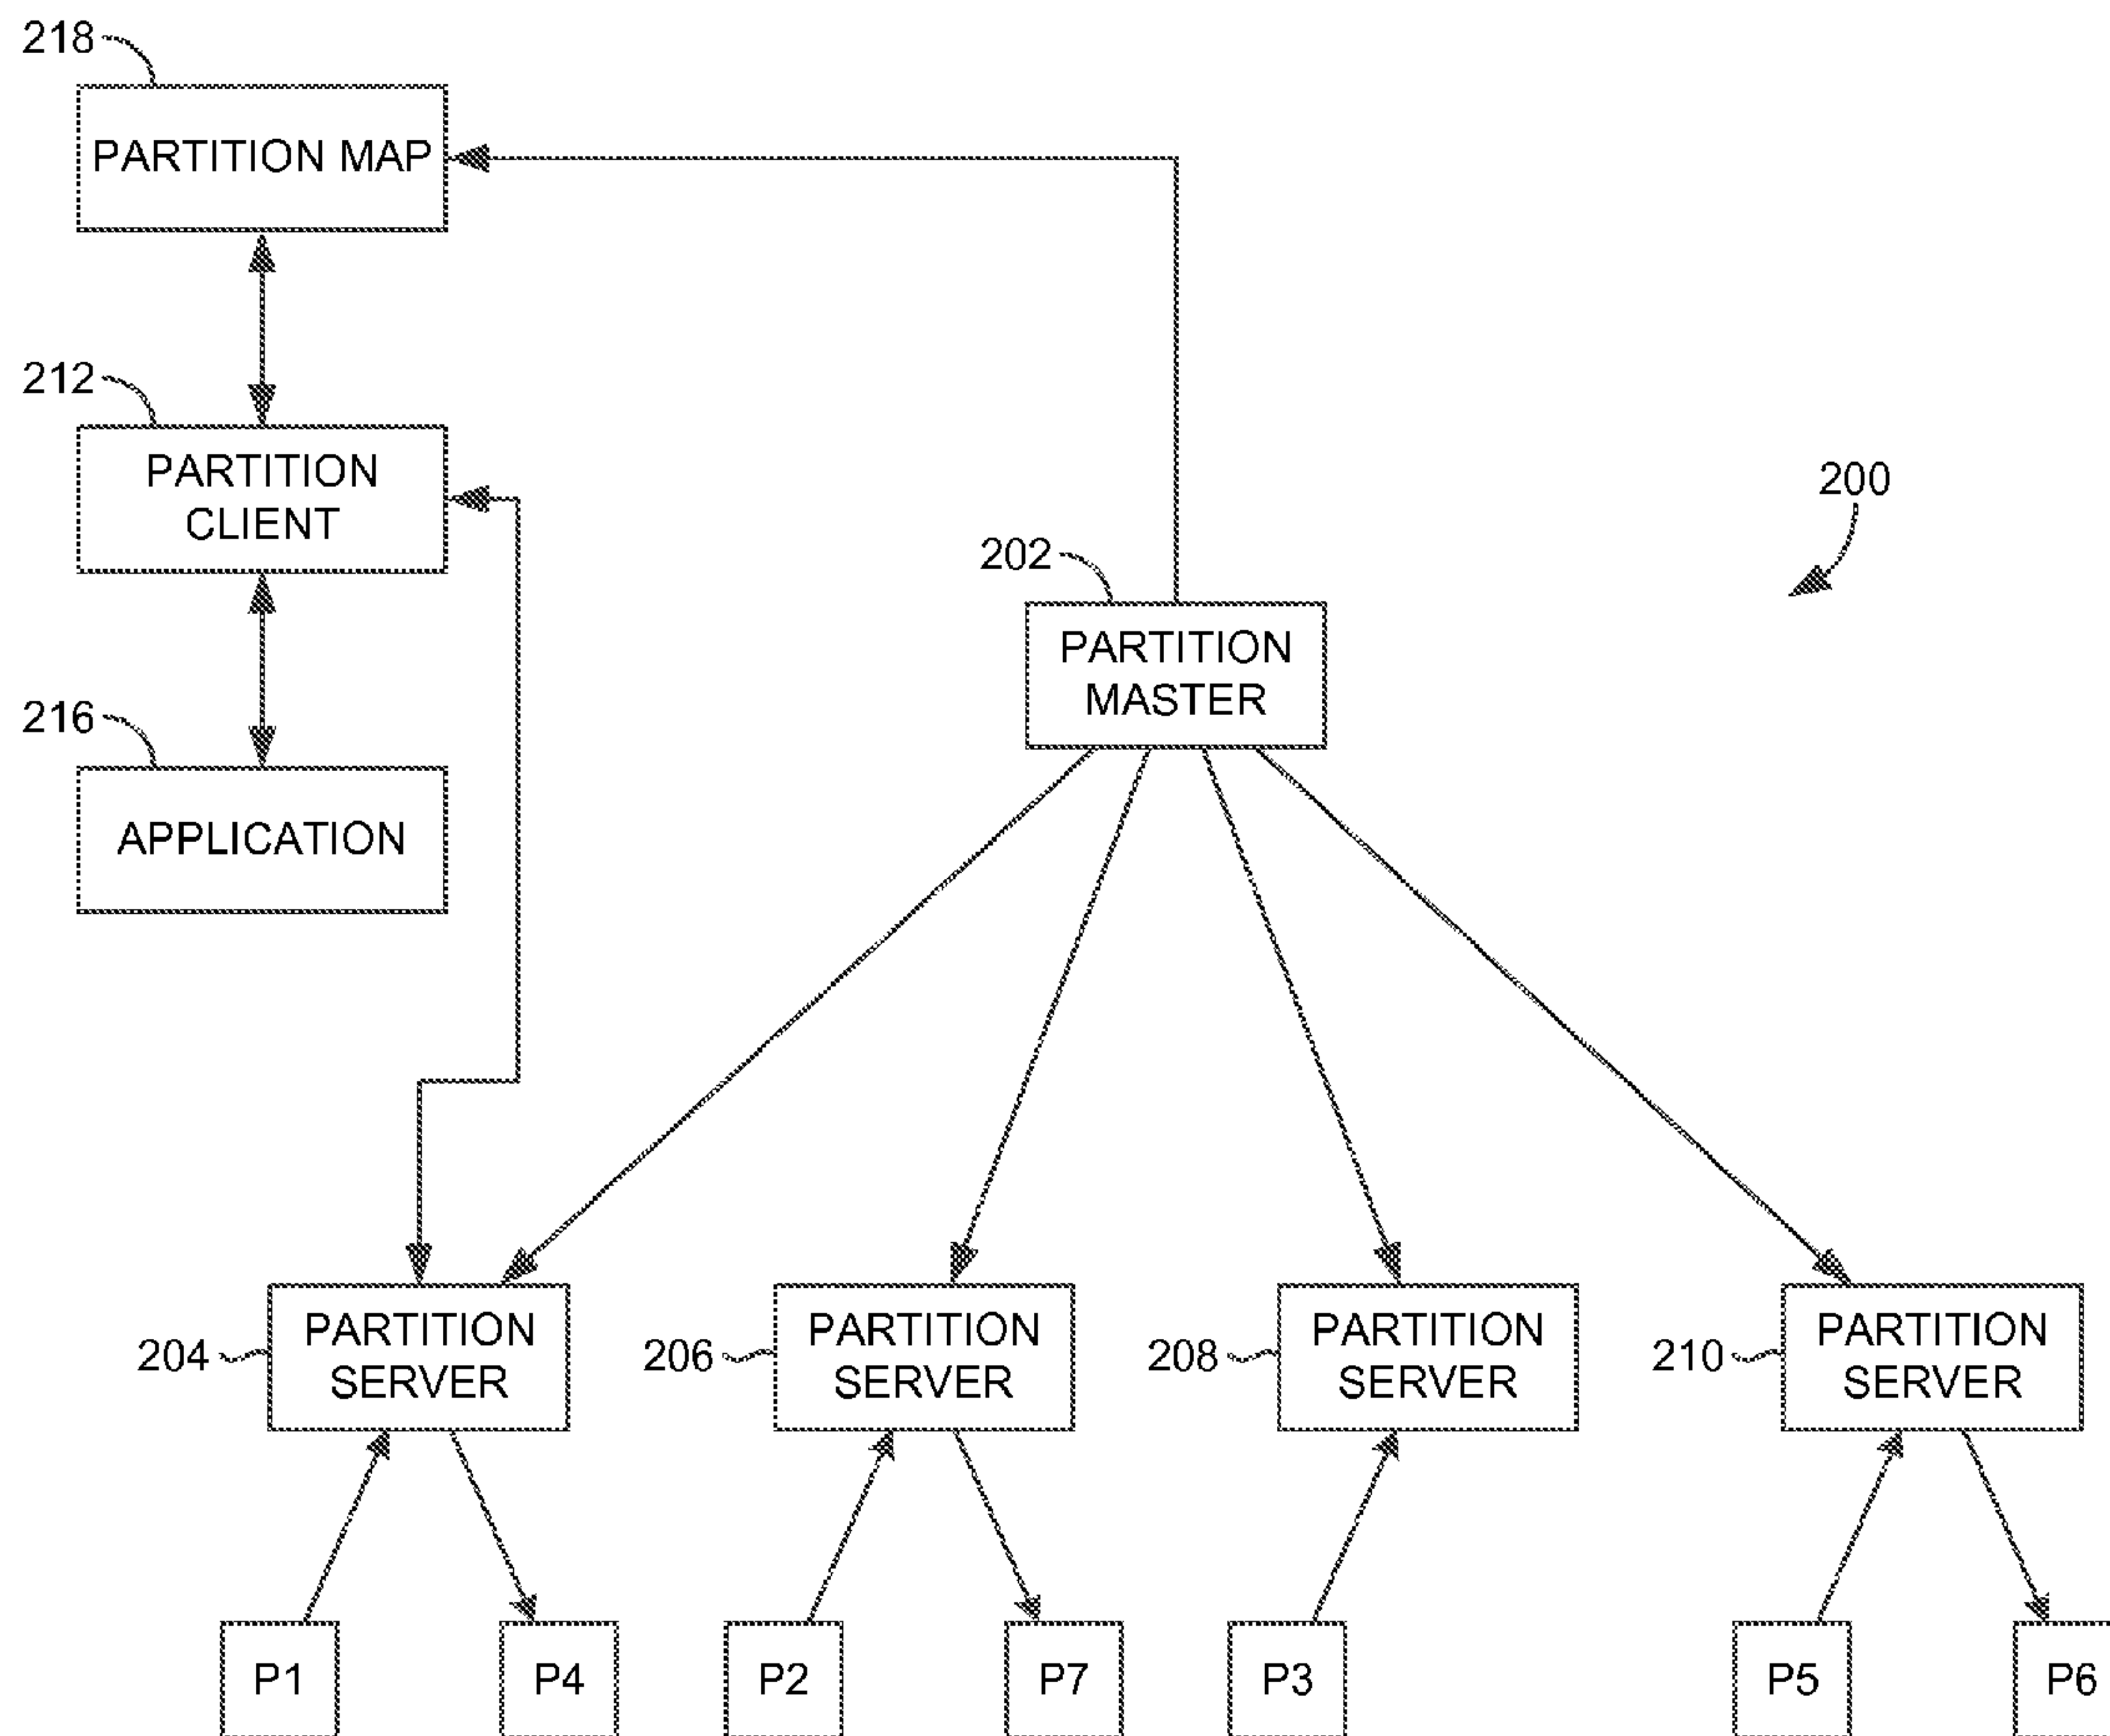 218
PARTITION MAP
212
PARTITION
CLIENT
200
202
PARTITION
MASTER
216
APPLICATION
204
PARTITION
SERVER
206
PARTITION
SERVER
208
PARTITION
SERVER
210
PARTITION
SERVER
P1
P4
P2
P7
P3
P5
P6